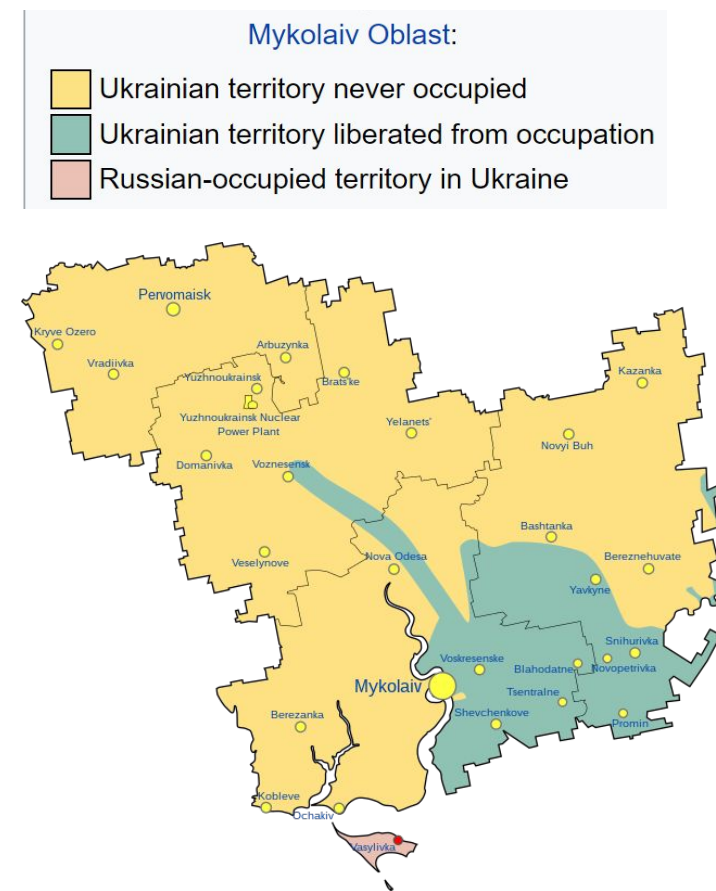 Mykolaiv Oblast:
Ukrainian territory never occupied
Ukrainian territory liberated from occupation
Russian-occupied territory in Ukraine
Pervomaisk
Kryve Ozero
Vradiivka
Arbuzynka
Bratske
Kazanka
Yuzhnoukrainsk
Yuzhnoukrainsk Nuclear
Power Plant
Yelanets'
Novyi Buh
Domanivka
Voznesensk
Bashtanka
Veselynove
Nova Odesa
Bereznehuvate
Yavkyne
Snihurivka
Voskresenske
Blahodatne
Novopetrivka
Mykolaiv
Tsentralne
Berezanka
Shevchenkove
Promin
Kobleve
Ochakiv
Vasylivka